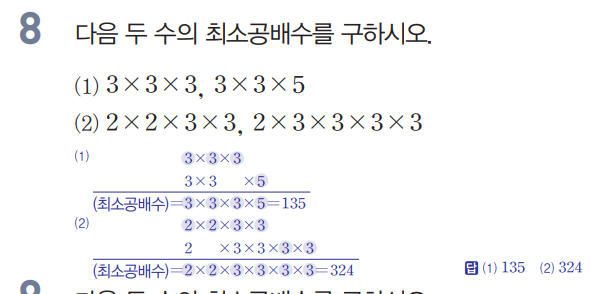 8 다음 두 수의 최소공배수를 구하시오.
(1) 3×3×3, 3×3×5
(2) 2×2×3×3, 2×3×3×3×3
(1) 3×3×3
3×3 ×5
(최소공배수)=3×3×3×5=135
(2) 2×2×3×3
2 ×3×3×3×3
(최소공배수)=2×2×3×3×3×3=324
답 (1) 135 (2) 324